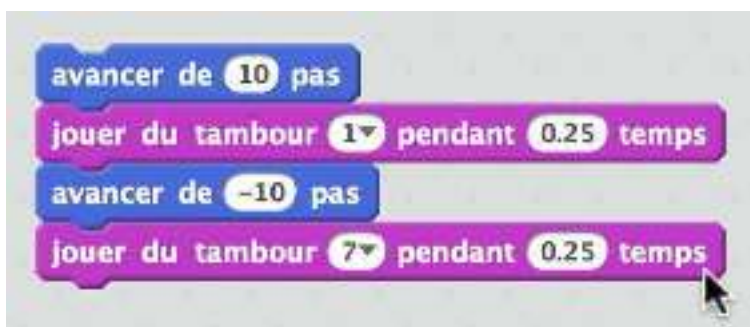 avancer de 10 pas
jouer du tambour 1 pendant 0.25 temps
avancer de -10 pas
jouer du tambour 7 pendant 0.25 temps